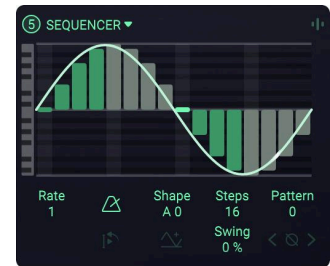 5 SEQUENCER
Rate
1
Shape
A 0
Steps
16
Pattern
0
Swing
0 %